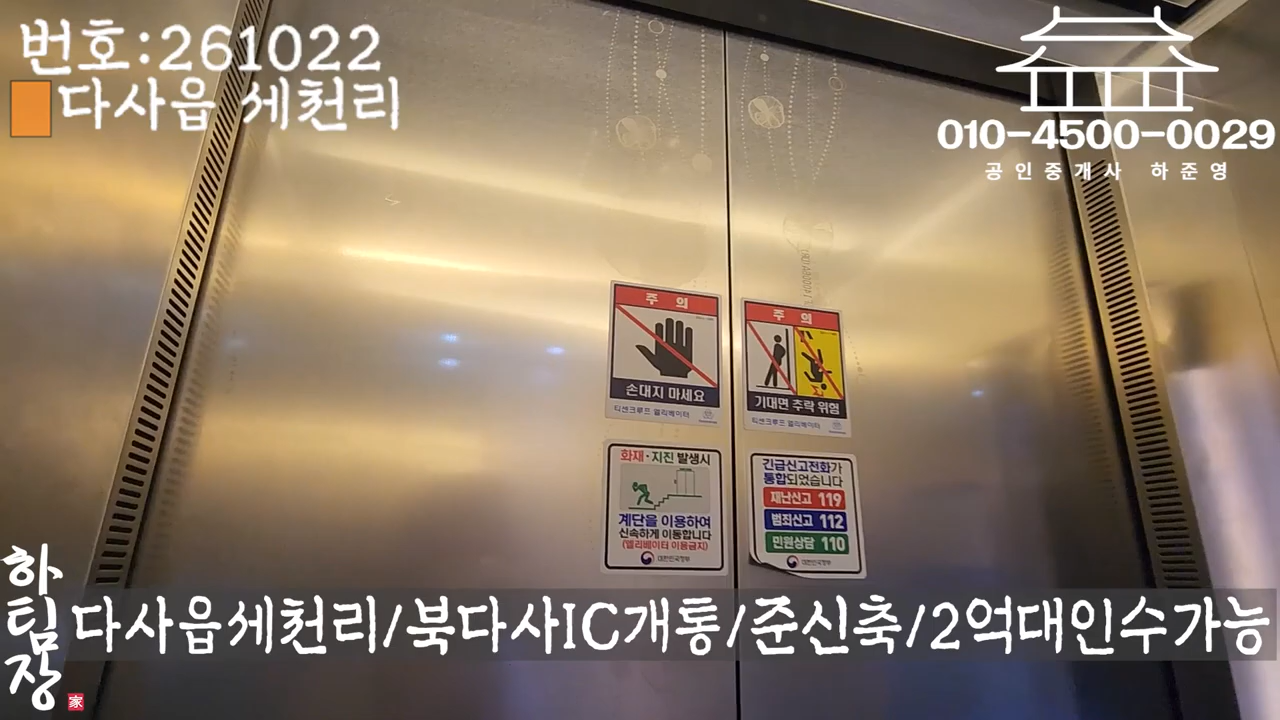 번호:261022
다사읍 세천리
010-4500-0029
공인중개사 하준영
주 의
손대지 마세요
티센크루프 엘리베이터
주 의
기대면 추락 위험
티센크루프 엘리베이터
화재·지진 발생시
계단을 이용하여
신속하게 이동합니다
(엘리베이터 이용금지)
대한민국정부
긴급신고전화가
통합되었습니다
재난신고 119
범죄신고 112
민원상담 110
대한민국정부
하팀장
家
다사읍세천리/북다사IC개통/준신축/2억대인수가능